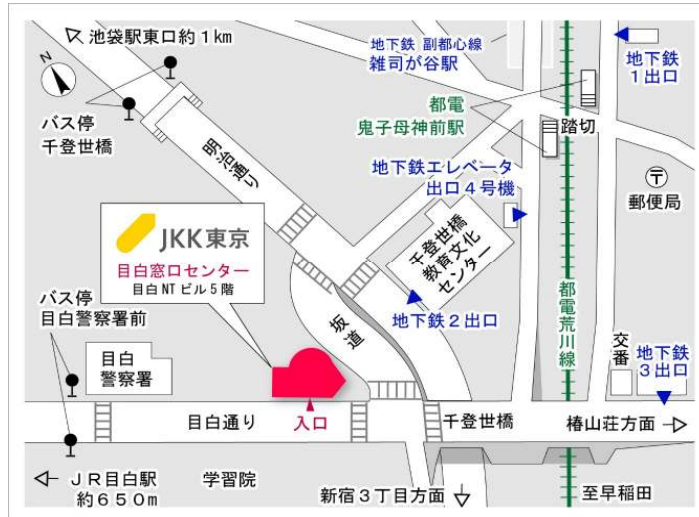 池袋駅東口約1km
N
バス停
千登世橋
明治通り
地下鉄 副都心線
雑司が谷駅
都電
鬼子母神前駅
踏切
地下鉄
1出口
地下鉄エレベータ
出口4号機
〒
郵便局
千登世橋
教育文化
センター
JKK東京
目白窓口センター
目白NTビル5階
バス停
目白警察署前
目白
警察署
坂道
地下鉄2出口
都電荒川線
交番
地下鉄
3出口
目白通り
入口
千登世橋
椿山荘方面
JR目白駅
約650m
学習院
新宿3丁目方面
至早稲田